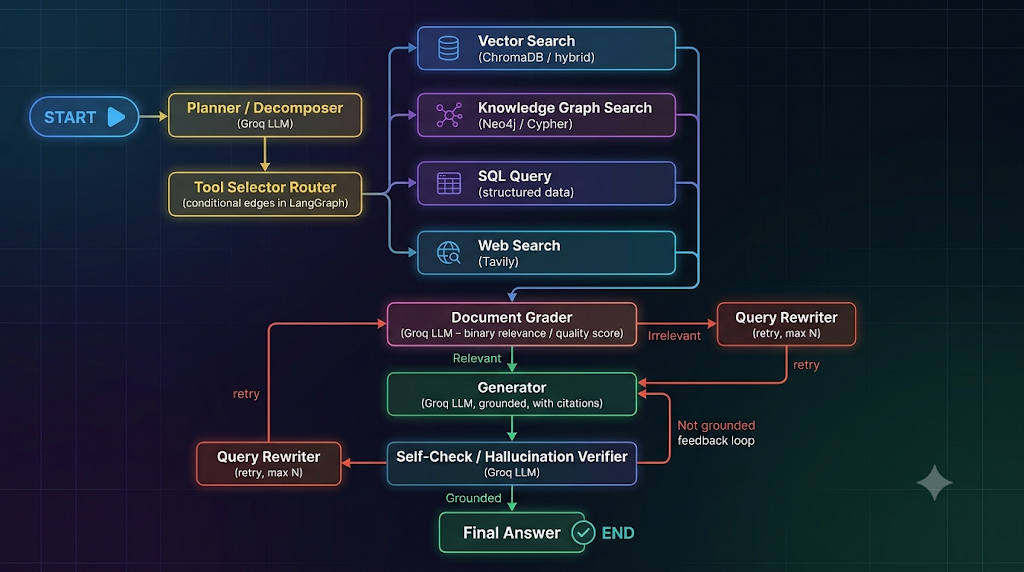 START
Planner / Decomposer
(Groq LLM)
Tool Selector Router
(conditional edges in LangGraph)
Vector Search
(ChromaDB / hybrid)
Knowledge Graph Search
(Neo4j / Cypher)
SQL Query
(structured data)
Web Search
(Tavily)
Document Grader
(Groq LLM – binary relevance / quality score)
Irrelevant
Query Rewriter
(retry, max N)
retry
Relevant
Generator
(Groq LLM, grounded, with citations)
retry
Not grounded
feedback loop
Query Rewriter
(retry, max N)
Self-Check / Hallucination Verifier
(Groq LLM)
Grounded
Final Answer
END